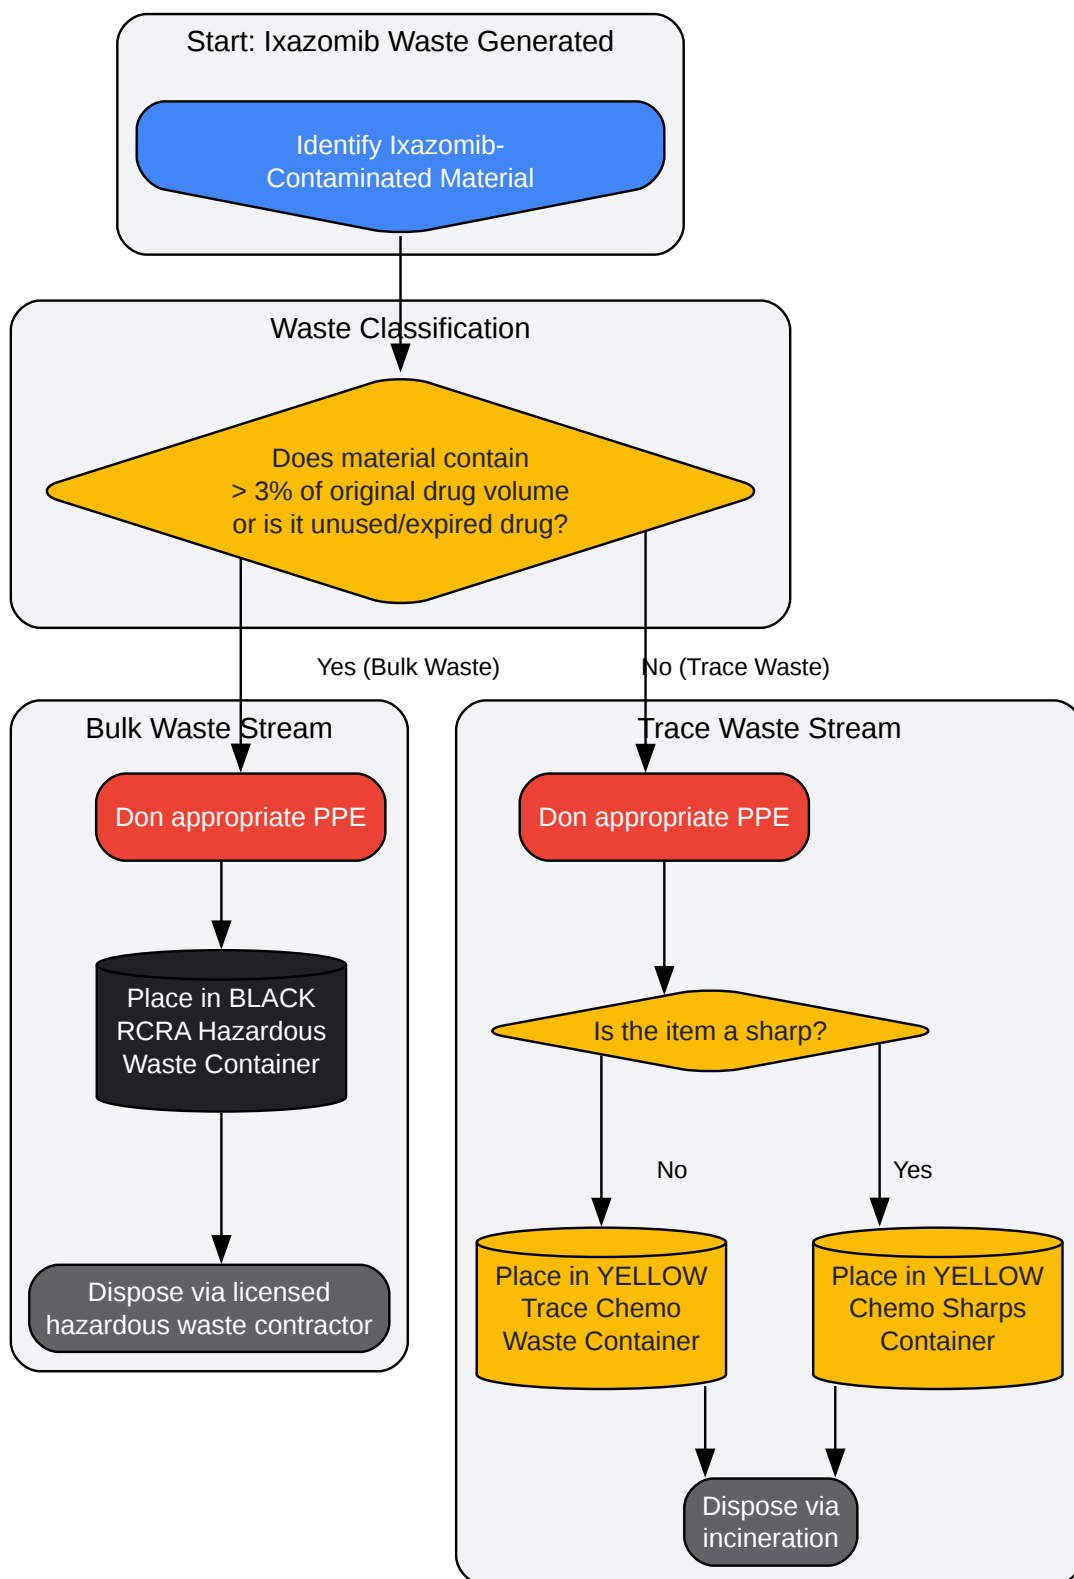 Start: Ixazomib Waste Generated
Identify Ixazomib-
Contaminated Material
Waste Classification
Does material contain
> 3% of original drug volume
or is it unused/expired drug?
Yes (Bulk Waste)
No (Trace Waste)
Bulk Waste Stream
Don appropriate PPE
Place in BLACK
RCRA Hazardous
Waste Container
Dispose via licensed
hazardous waste contractor
Trace Waste Stream
Don appropriate PPE
Is the item a sharp?
No
Yes
Place in YELLOW
Trace Chemo
Waste Container
Place in YELLOW
Chemo Sharps
Container
Dispose via
incineration